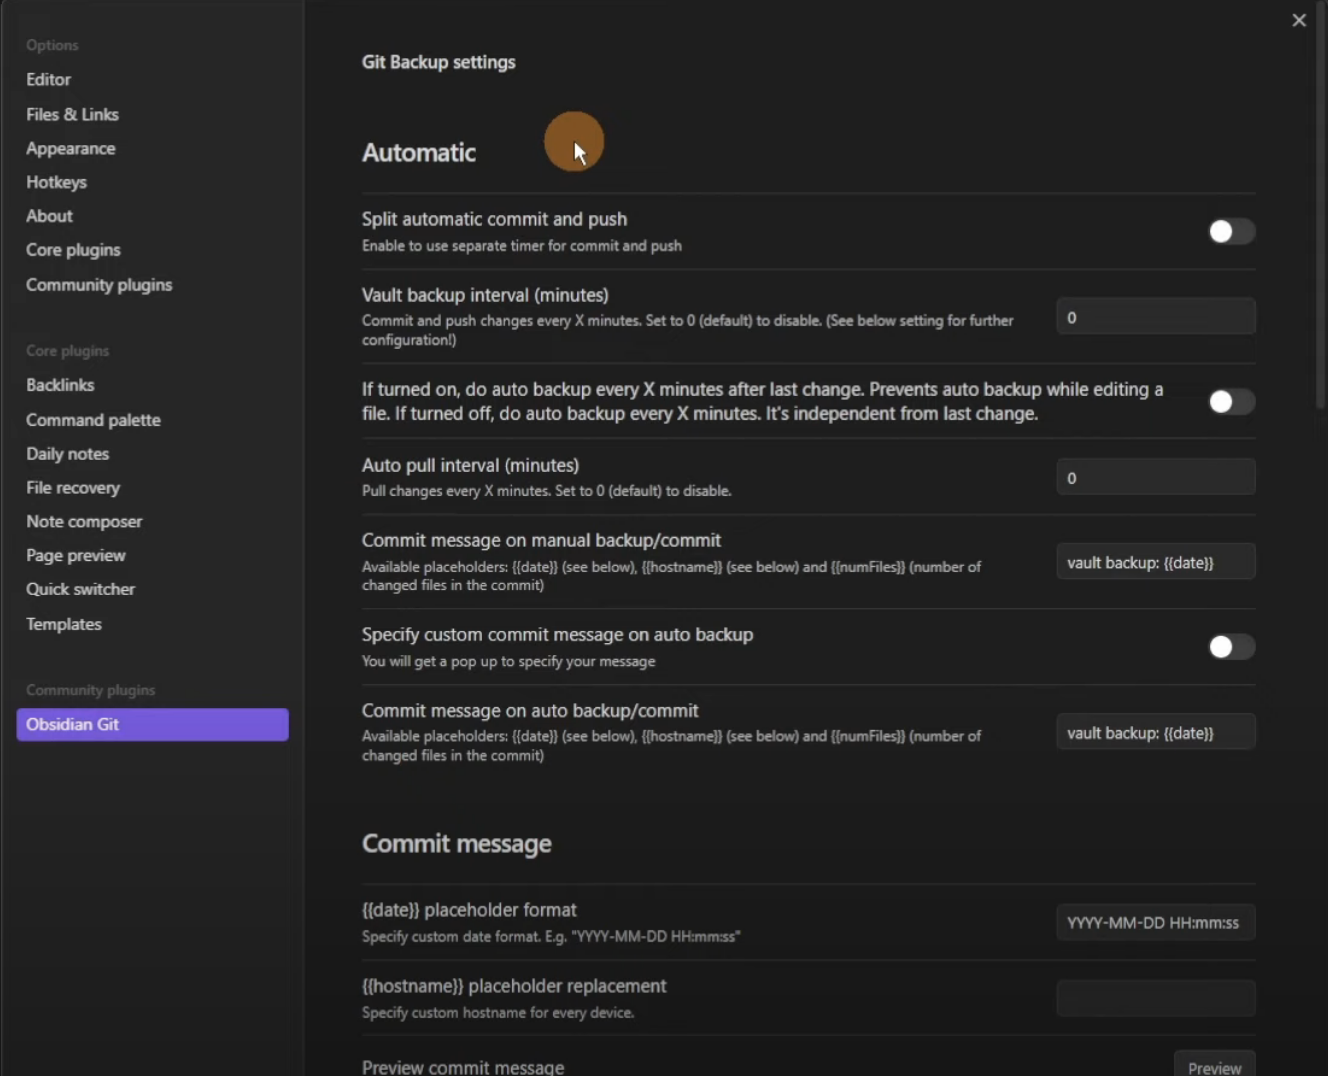 Options
Editor
Files & Links
Appearance
Hotkeys
About
Core plugins
Community plugins
Core plugins
Backlinks
Command palette
Daily notes
File recovery
Note composer
Page preview
Quick switcher
Templates
Community plugins
Obsidian Git
Git Backup settings
Automatic
Split automatic commit and push
Enable to use separate timer for commit and push
Vault backup interval (minutes)
Commit and push changes every X minutes. Set to 0 (default) to disable. (See below setting for further
configuration!)
0
If turned on, do auto backup every X minutes after last change. Prevents auto backup while editing a
file. If turned off, do auto backup every X minutes. It's independent from last change.
Auto pull interval (minutes)
Pull changes every X minutes. Set to 0 (default) to disable.
0
Commit message on manual backup/commit
Available placeholders: {{date}} (see below), {{hostname}} (see below) and {{numFiles}} (number of
changed files in the commit)
vault backup: {{date}}
Specify custom commit message on auto backup
You will get a pop up to specify your message
Commit message on auto backup/commit
Available placeholders: {{date}} (see below), {{hostname}} (see below) and {{numFiles}} (number of
changed files in the commit)
vault backup: {{date}}
Commit message
{{date}} placeholder format
Specify custom date format. E.g. "YYYY-MM-DD HH:mm:ss"
YYYY-MM-DD HH:mm:ss
{{hostname}} placeholder replacement
Specify custom hostname for every device.
Preview commit message
Preview